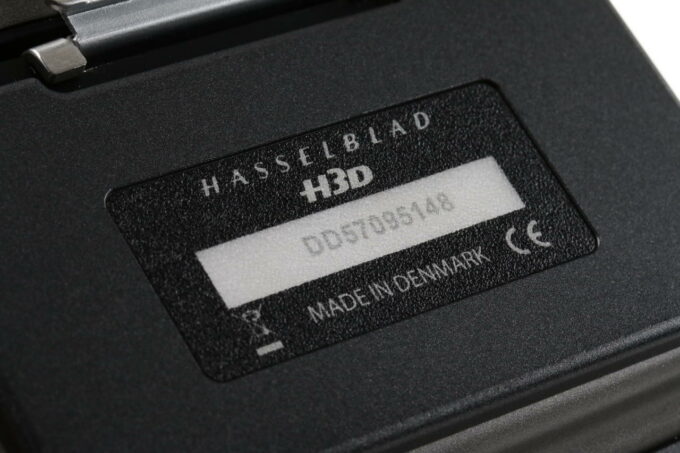 HASSELBLAD
H3D
DD57095148
MADE IN DENMARK
CE